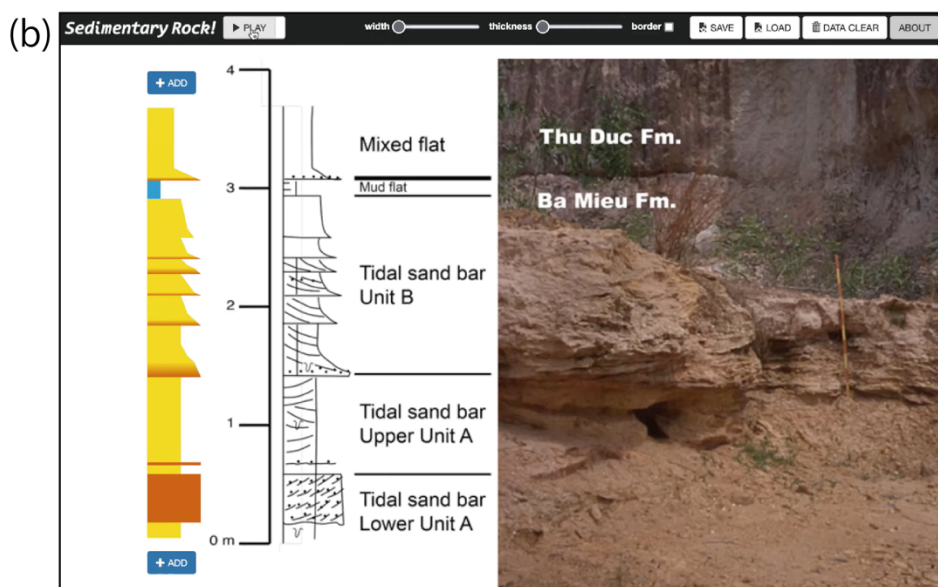 (b)
Sedimentary Rock!
PLAY
width
thickness
border
SAVE
LOAD
DATA CLEAR
ABOUT
+ ADD
4
Mixed flat
Thu Duc Fm.
3
Mud flat
Ba Mieu Fm.
Tidal sand bar
Unit B
2
Tidal sand bar
Upper Unit A
1
Tidal sand bar
Lower Unit A
0 m
+ ADD